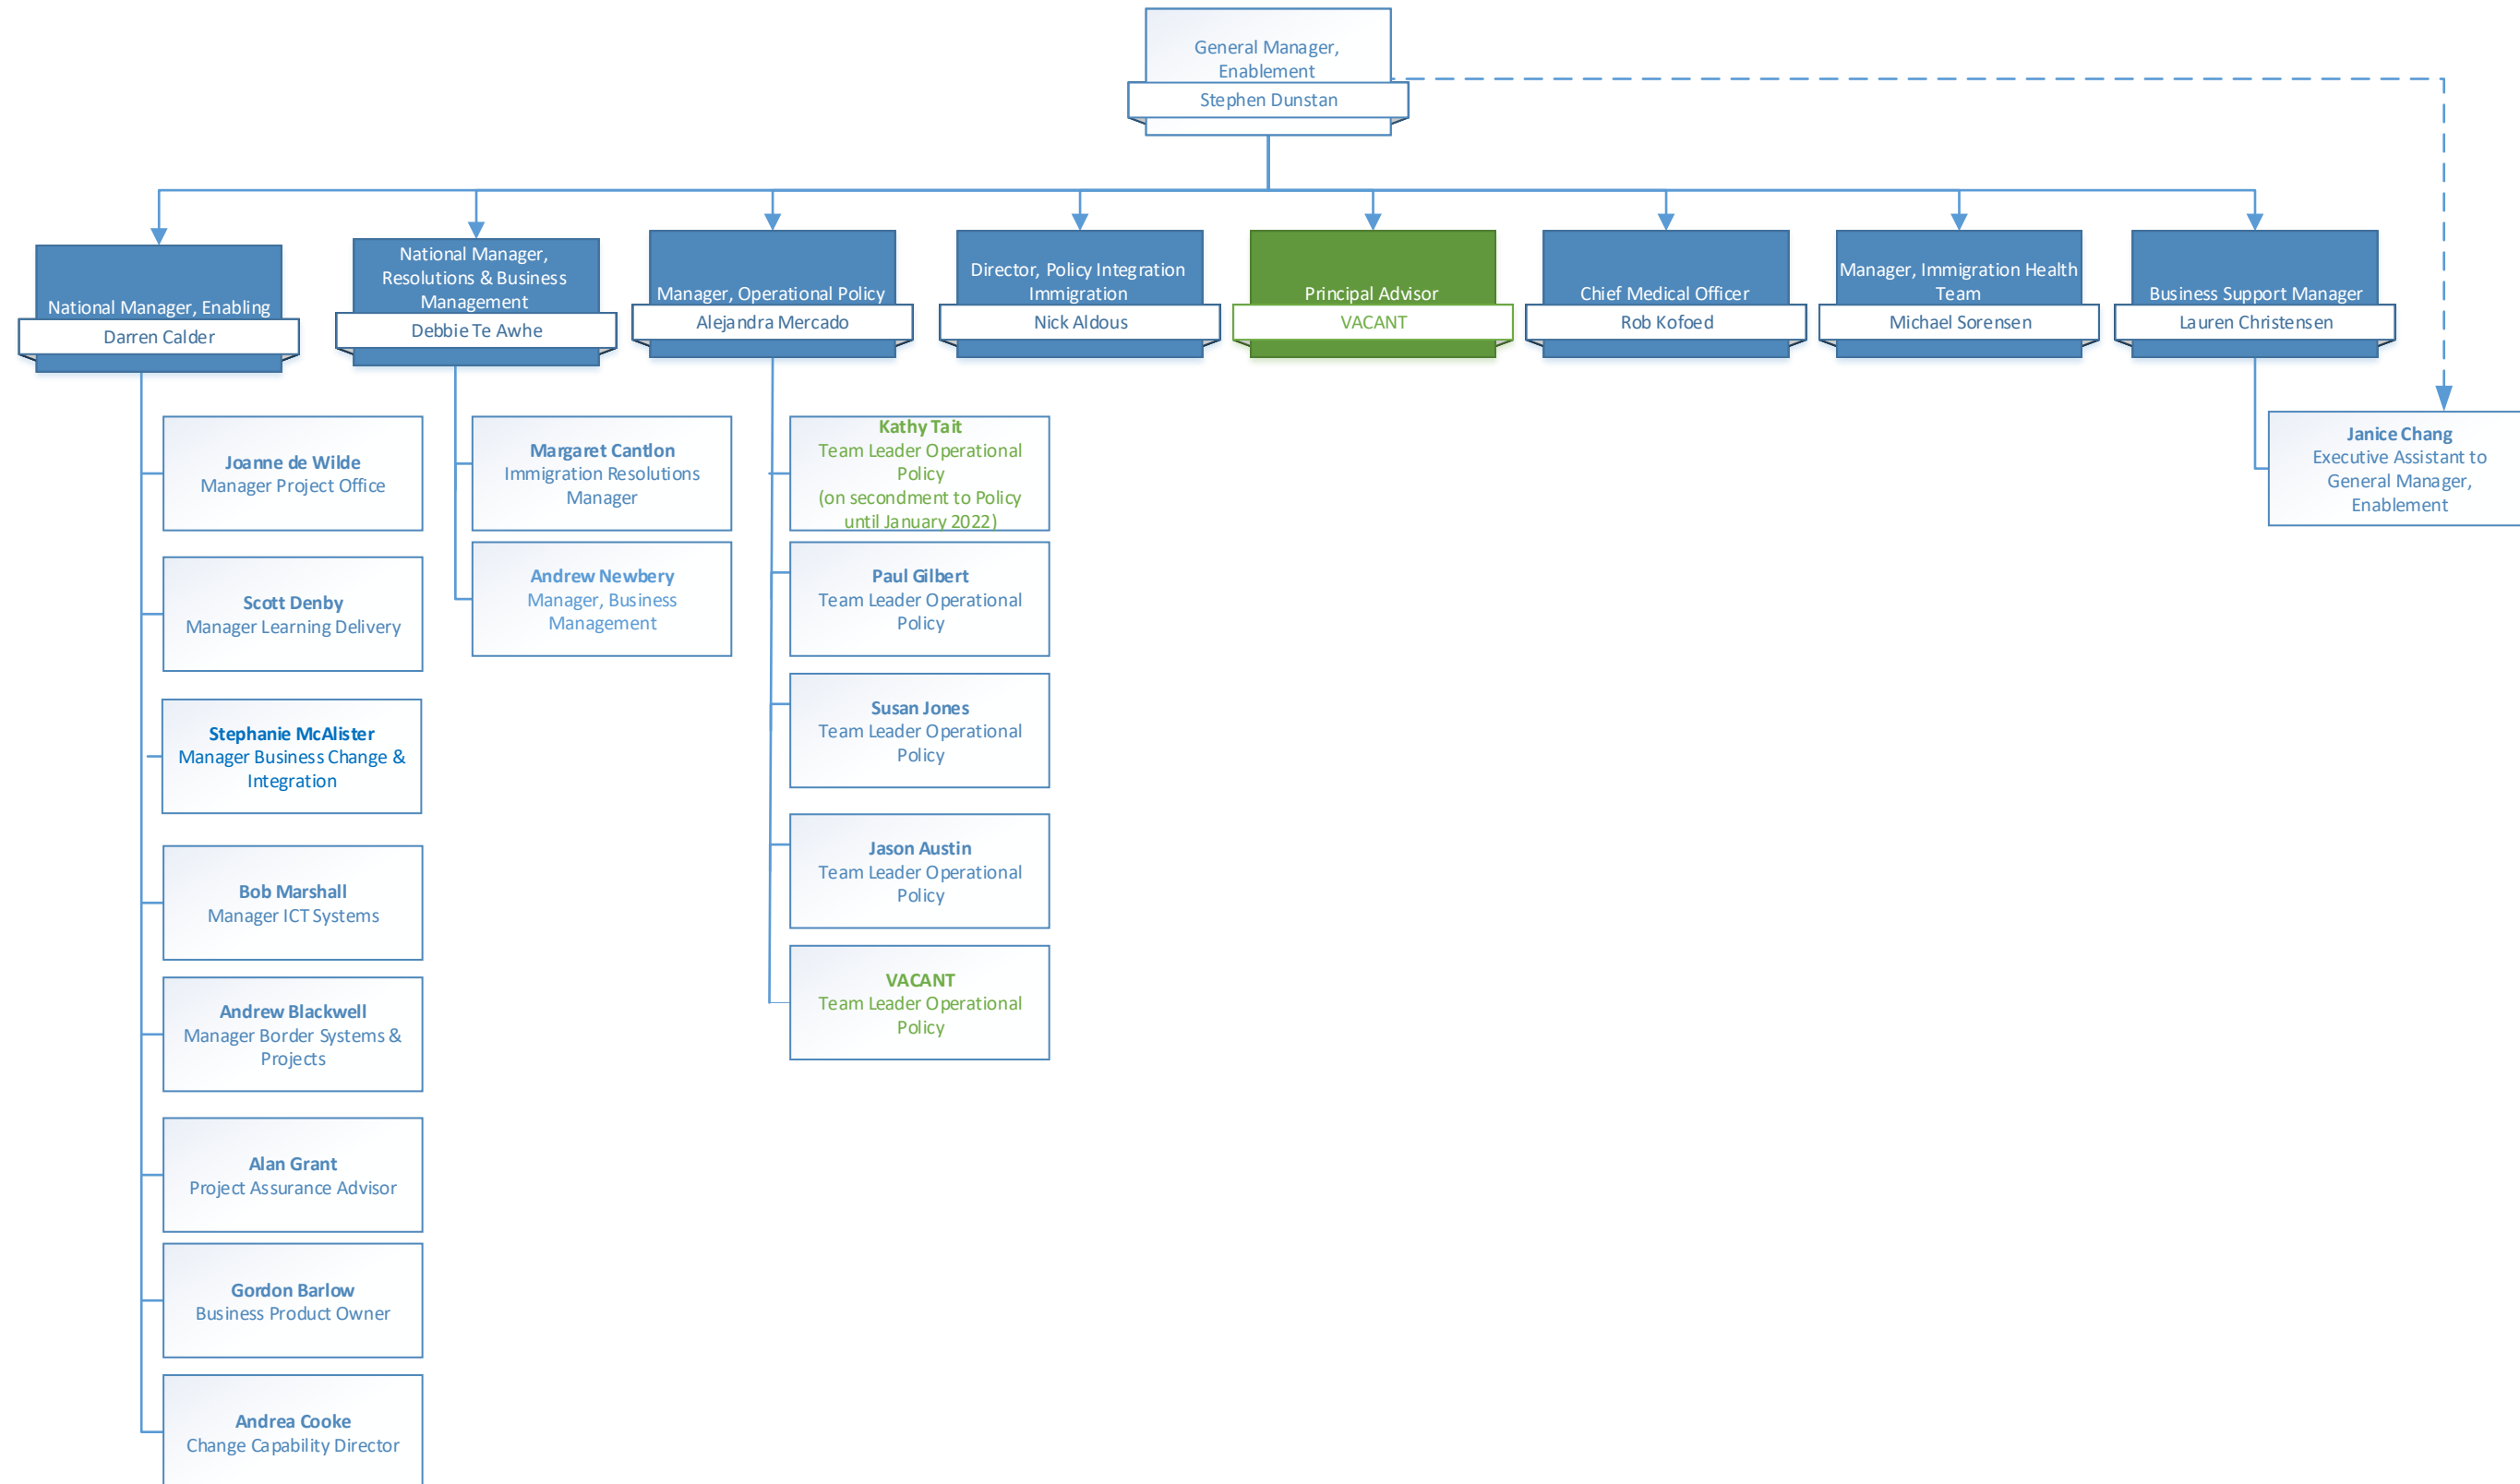 General Manager,
Enablement
Stephen Dunstan
National Manager, Enabling
Darren Calder
National Manager,
Resolutions & Business
Management
Debbie Te Awhe
Manager, Operational Policy
Alejandra Mercado
Director, Policy Integration
Immigration
Nick Aldous
Principal Advisor
VACANT
Chief Medical Officer
Rob Kofoed
Manager, Immigration Health
Team
Michael Sorensen
Business Support Manager
Lauren Christensen
Joanne de Wilde
Manager Project Office
Scott Denby
Manager Learning Delivery
Stephanie McAlister
Manager Business Change &
Integration
Bob Marshall
Manager ICT Systems
Andrew Blackwell
Manager Border Systems &
Projects
Alan Grant
Project Assurance Advisor
Gordon Barlow
Business Product Owner
Andrea Cooke
Change Capability Director
Margaret Cantlon
Immigration Resolutions
Manager
Andrew Newbery
Manager, Business
Management
Kathy Tait
Team Leader Operational
Policy
(on secondment to Policy
until January 2022)
Paul Gilbert
Team Leader Operational
Policy
Susan Jones
Team Leader Operational
Policy
Jason Austin
Team Leader Operational
Policy
VACANT
Team Leader Operational
Policy
Janice Chang
Executive Assistant to
General Manager,
Enablement